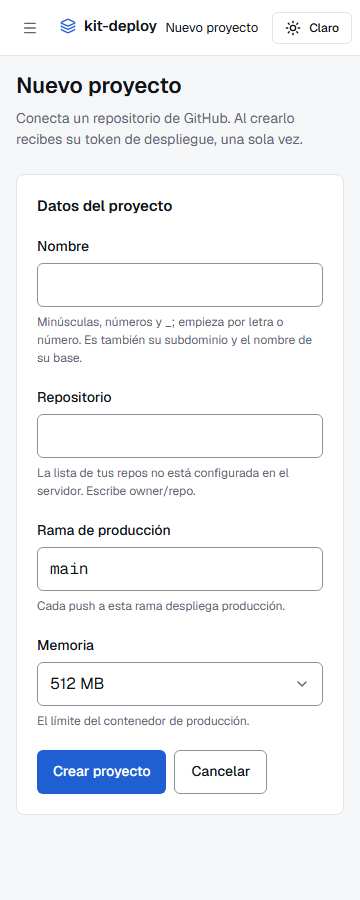 kit-deploy
Nuevo proyecto
Claro
Nuevo proyecto
Conecta un repositorio de GitHub. Al crearlo
recibes su token de despliegue, una sola vez.
Datos del proyecto
Nombre
Minúsculas, números y _; empieza por letra o
número. Es también su subdominio y el nombre de
su base.
Repositorio
La lista de tus repos no está configurada en el
servidor. Escribe owner/repo.
Rama de producción
main
Cada push a esta rama despliega producción.
Memoria
512 MB
El límite del contenedor de producción.
Crear proyecto
Cancelar